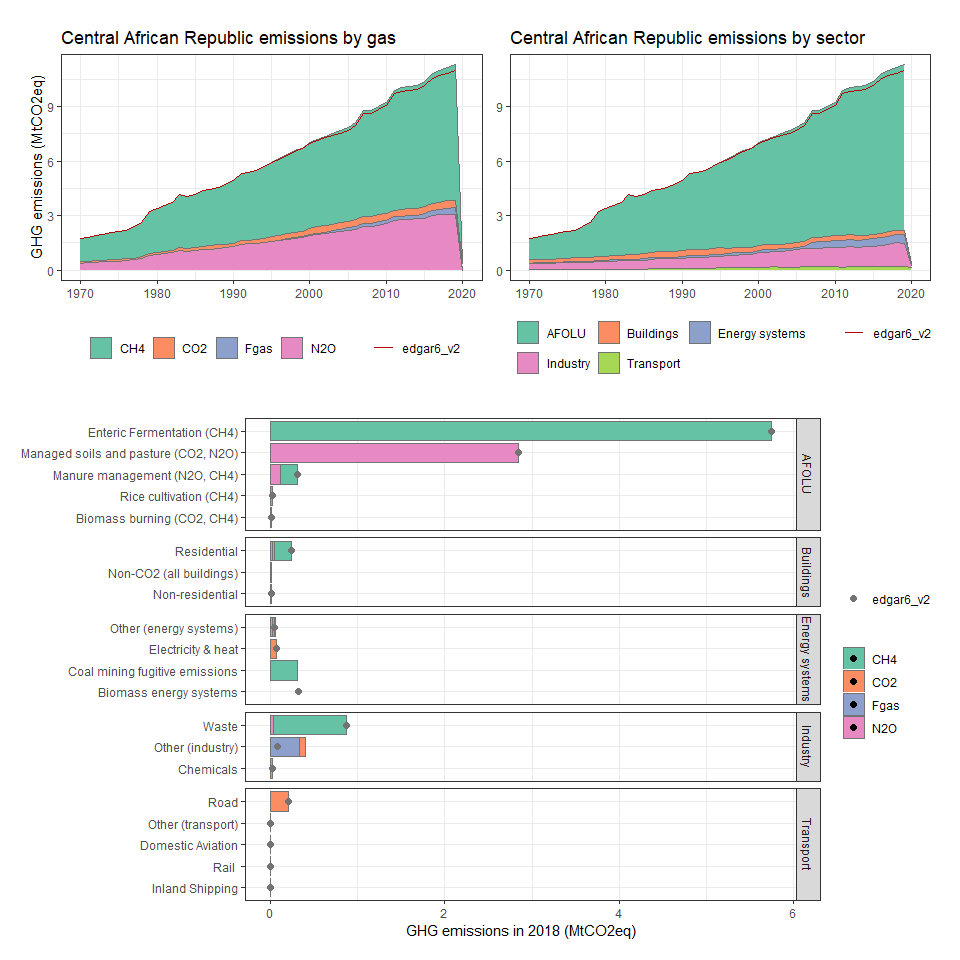 Central African Republic emissions by gas
Central African Republic emissions by sector
GHG emissions (MtCO2eq)
9
6
3
0
1970 1980 1990 2000 2010 2020
9
6
3
0
1970 1980 1990 2000 2010 2020
CH4 CO2 Fgas N2O edgar6_v2
AFOLU Buildings Energy systems edgar6_v2
Industry Transport
Enteric Fermentation (CH4)
Managed soils and pasture (CO2, N2O)
Manure management (N2O, CH4)
Rice cultivation (CH4)
Biomass burning (CO2, CH4)
AFOLU
Residential
Non-CO2 (all buildings)
Non-residential
Buildings
Other (energy systems)
Electricity & heat
Coal mining fugitive emissions
Biomass energy systems
Energy systems
Waste
Other (industry)
Chemicals
Industry
Road
Other (transport)
Domestic Aviation
Rail
Inland Shipping
Transport
0 2 4 6
GHG emissions in 2018 (MtCO2eq)
edgar6_v2
CH4
CO2
Fgas
N2O